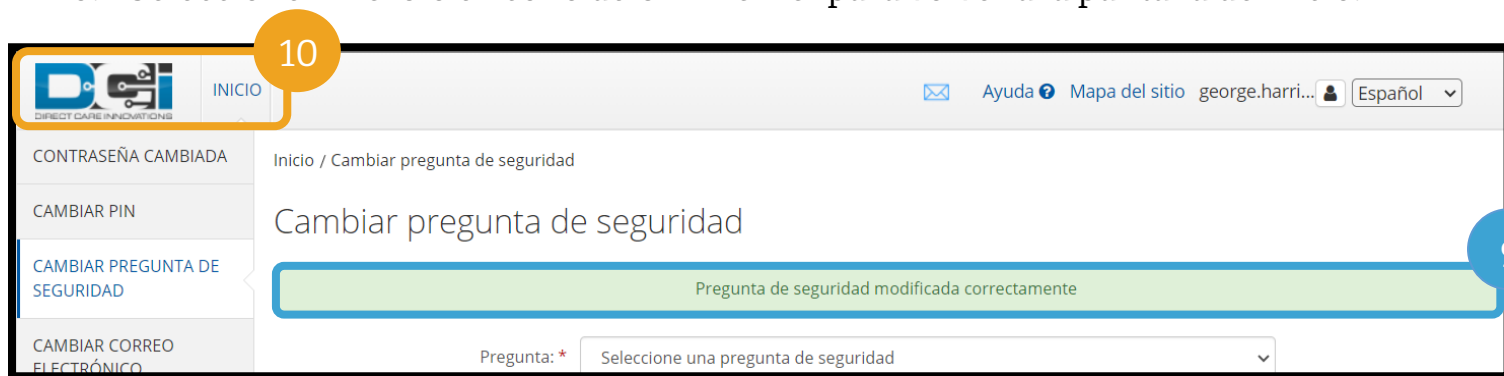 10
DCI
DIRECT CARE INNOVATIONS
INICIO
Ayuda ? Mapa del sitio george.harri... Español
CONTRASEÑA CAMBIADA
Inicio / Cambiar pregunta de seguridad
CAMBIAR PIN
Cambiar pregunta de seguridad
CAMBIAR PREGUNTA DE
SEGURIDAD
Pregunta de seguridad modificada correctamente
CAMBIAR CORREO
ELECTRÓNICO
Pregunta: * Seleccione una pregunta de seguridad